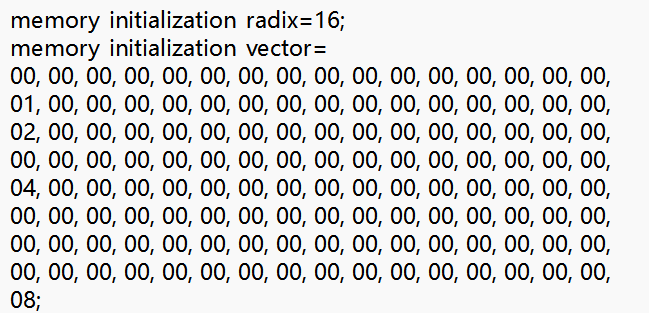 memory initialization radix=16;
memory initialization vector=
00, 00, 00, 00, 00, 00, 00, 00, 00, 00, 00, 00, 00, 00, 00, 00,
01, 00, 00, 00, 00, 00, 00, 00, 00, 00, 00, 00, 00, 00, 00, 00,
02, 00, 00, 00, 00, 00, 00, 00, 00, 00, 00, 00, 00, 00, 00, 00,
00, 00, 00, 00, 00, 00, 00, 00, 00, 00, 00, 00, 00, 00, 00, 00,
04, 00, 00, 00, 00, 00, 00, 00, 00, 00, 00, 00, 00, 00, 00, 00,
00, 00, 00, 00, 00, 00, 00, 00, 00, 00, 00, 00, 00, 00, 00, 00,
00, 00, 00, 00, 00, 00, 00, 00, 00, 00, 00, 00, 00, 00, 00, 00,
00, 00, 00, 00, 00, 00, 00, 00, 00, 00, 00, 00, 00, 00, 00, 00,
08;